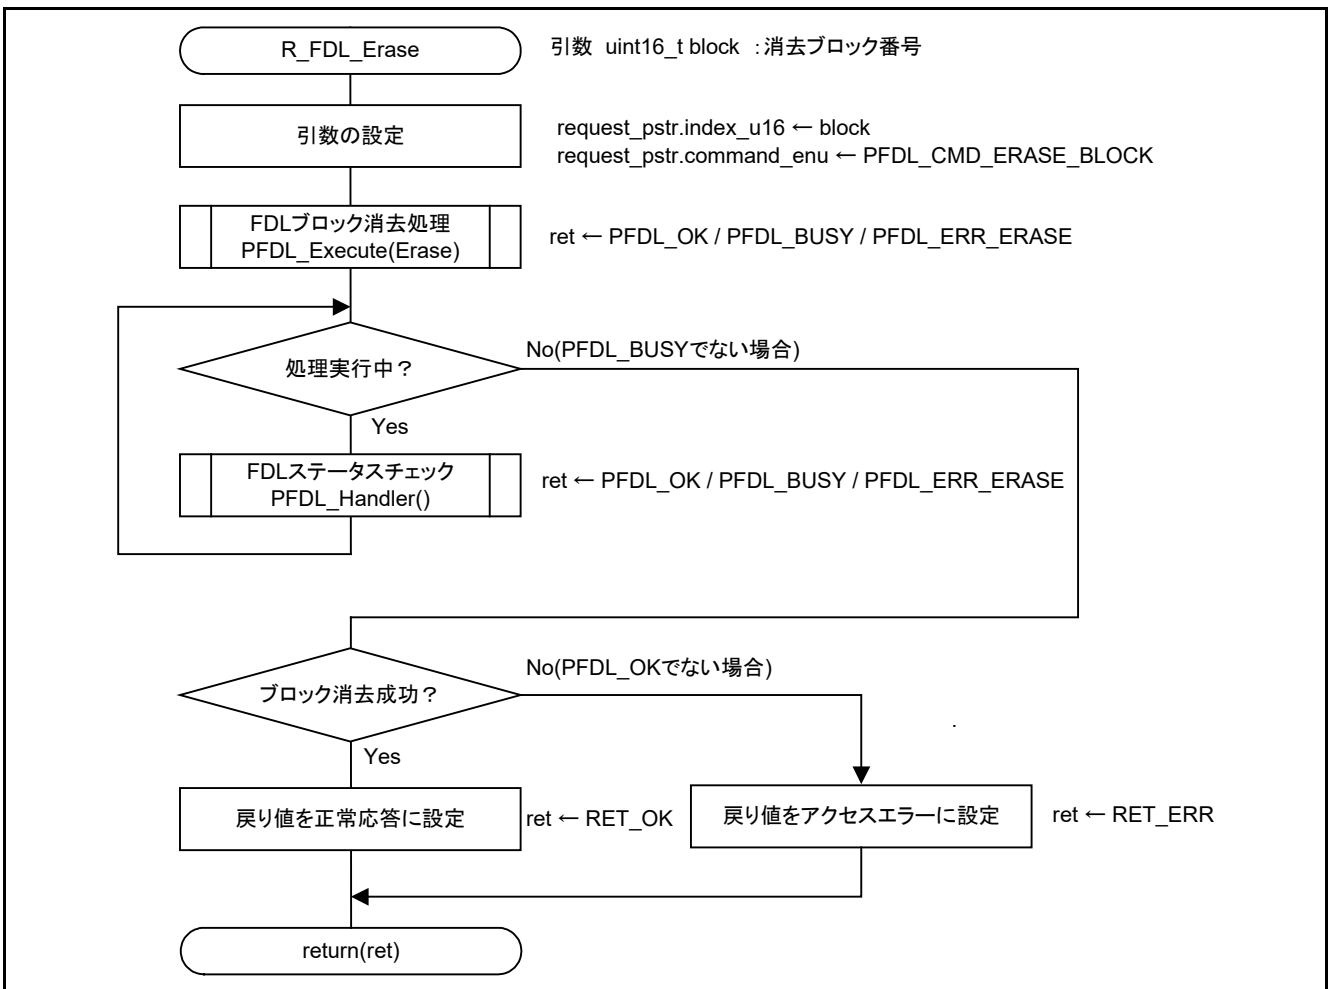 R_FDL_Erase
引数 uint16_t block ：消去ブロック番号
引数の設定
request_pstr.index_u16 ← block
request_pstr.command_enu ← PFDL_CMD_ERASE_BLOCK
FDLブロック消去処理
PFDL_Execute(Erase)
ret ← PFDL_OK / PFDL_BUSY / PFDL_ERR_ERASE
No(PFDL_BUSYでない場合)
処理実行中？
Yes
FDLステータスチェック
PFDL_Handler()
ret ← PFDL_OK / PFDL_BUSY / PFDL_ERR_ERASE
No(PFDL_OKでない場合)
ブロック消去成功？
Yes
戻り値を正常応答に設定
ret ← RET_OK
戻り値をアクセスエラーに設定
ret ← RET_ERR
return(ret)